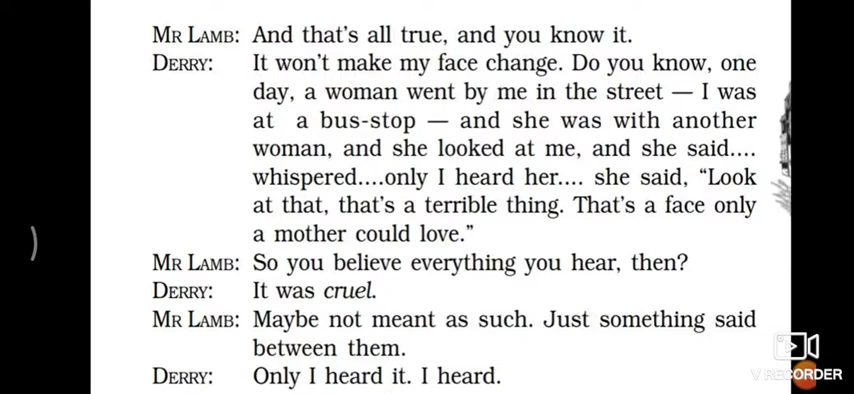 MR LAMB: And that's all true, and you know it.
DERRY: It won't make my face change. Do you know, one
day, a woman went by me in the street — I was
at a bus-stop — and she was with another
woman, and she looked at me, and she said....
whispered....only I heard her.... she said, “Look
at that, that's a terrible thing. That's a face only
a mother could love.”
MR LAMB: So you believe everything you hear, then?
DERRY: It was cruel.
MR LAMB: Maybe not meant as such. Just something said
between them.
DERRY: Only I heard it. I heard.
V RECORDER